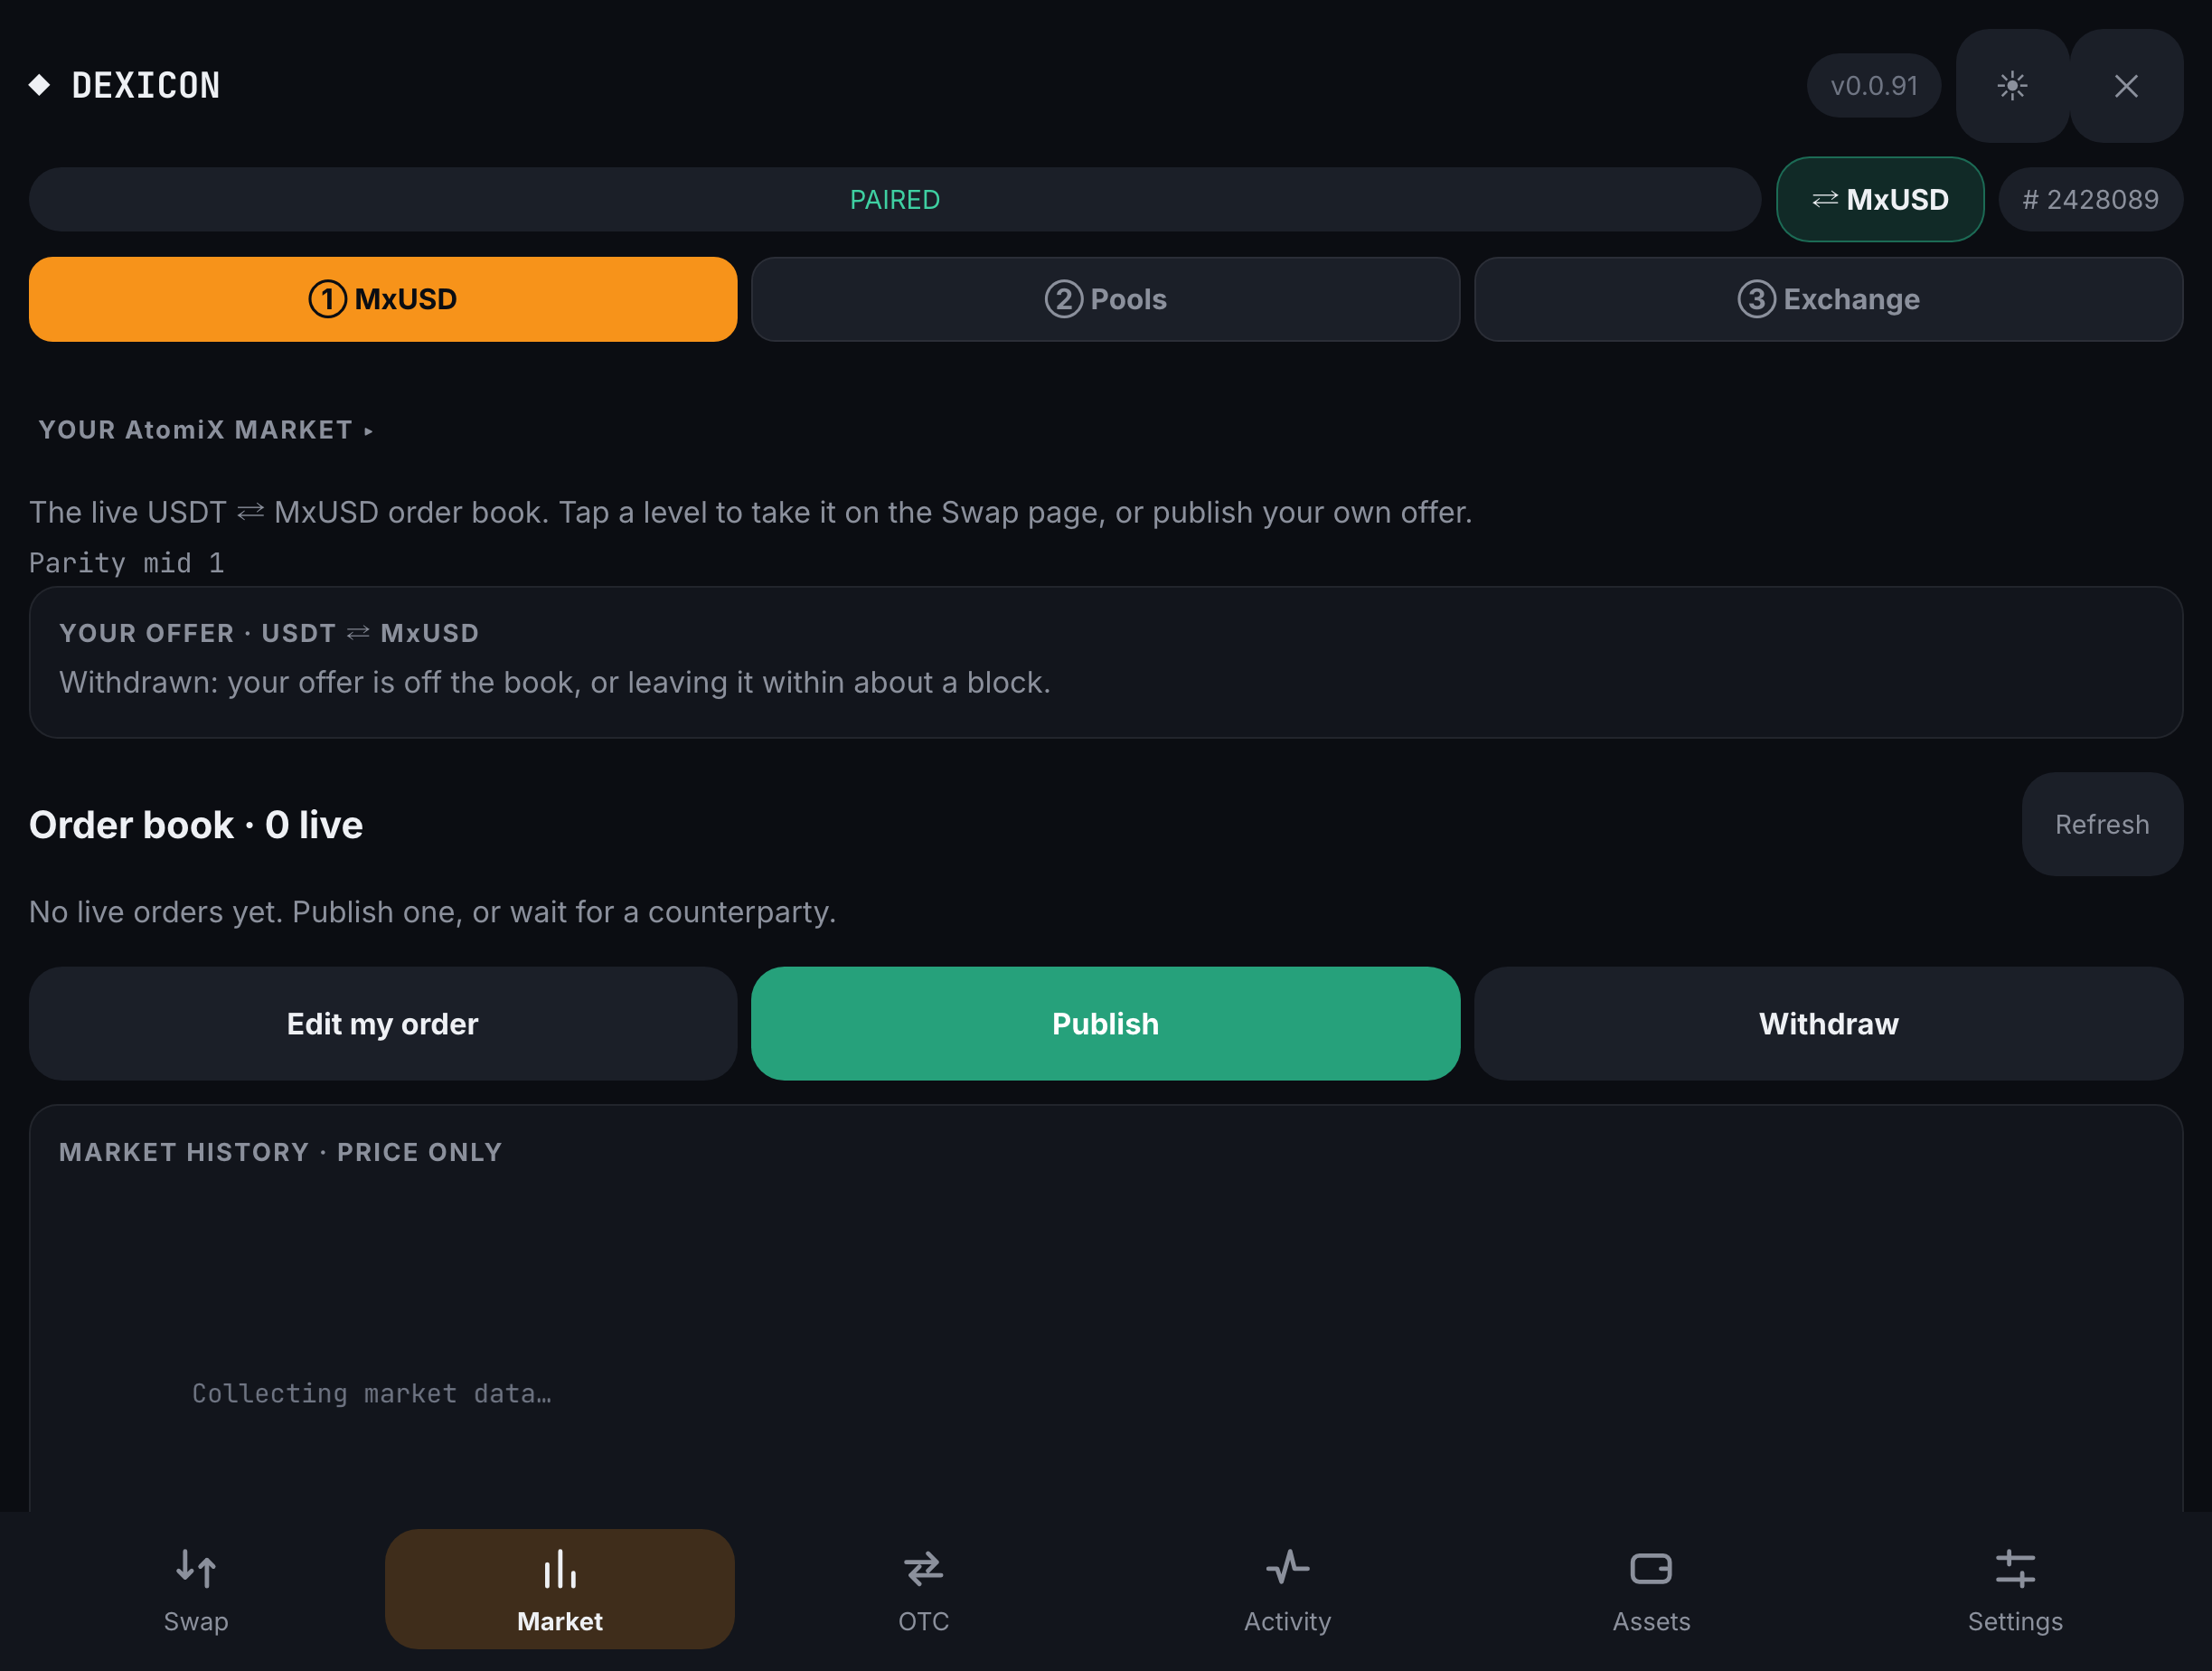 ◆ DEXICON
v0.0.91
PAIRED
⇄ MxUSD
# 2428089
① MxUSD
② Pools
③ Exchange
YOUR AtomiX MARKET ▸
The live USDT ⇄ MxUSD order book. Tap a level to take it on the Swap page, or publish your own offer.
Parity mid 1
YOUR OFFER · USDT ⇄ MxUSD
Withdrawn: your offer is off the book, or leaving it within about a block.
Order book · 0 live
Refresh
No live orders yet. Publish one, or wait for a counterparty.
Edit my order
Publish
Withdraw
MARKET HISTORY · PRICE ONLY
Collecting market data…
Swap
Market
OTC
Activity
Assets
Settings